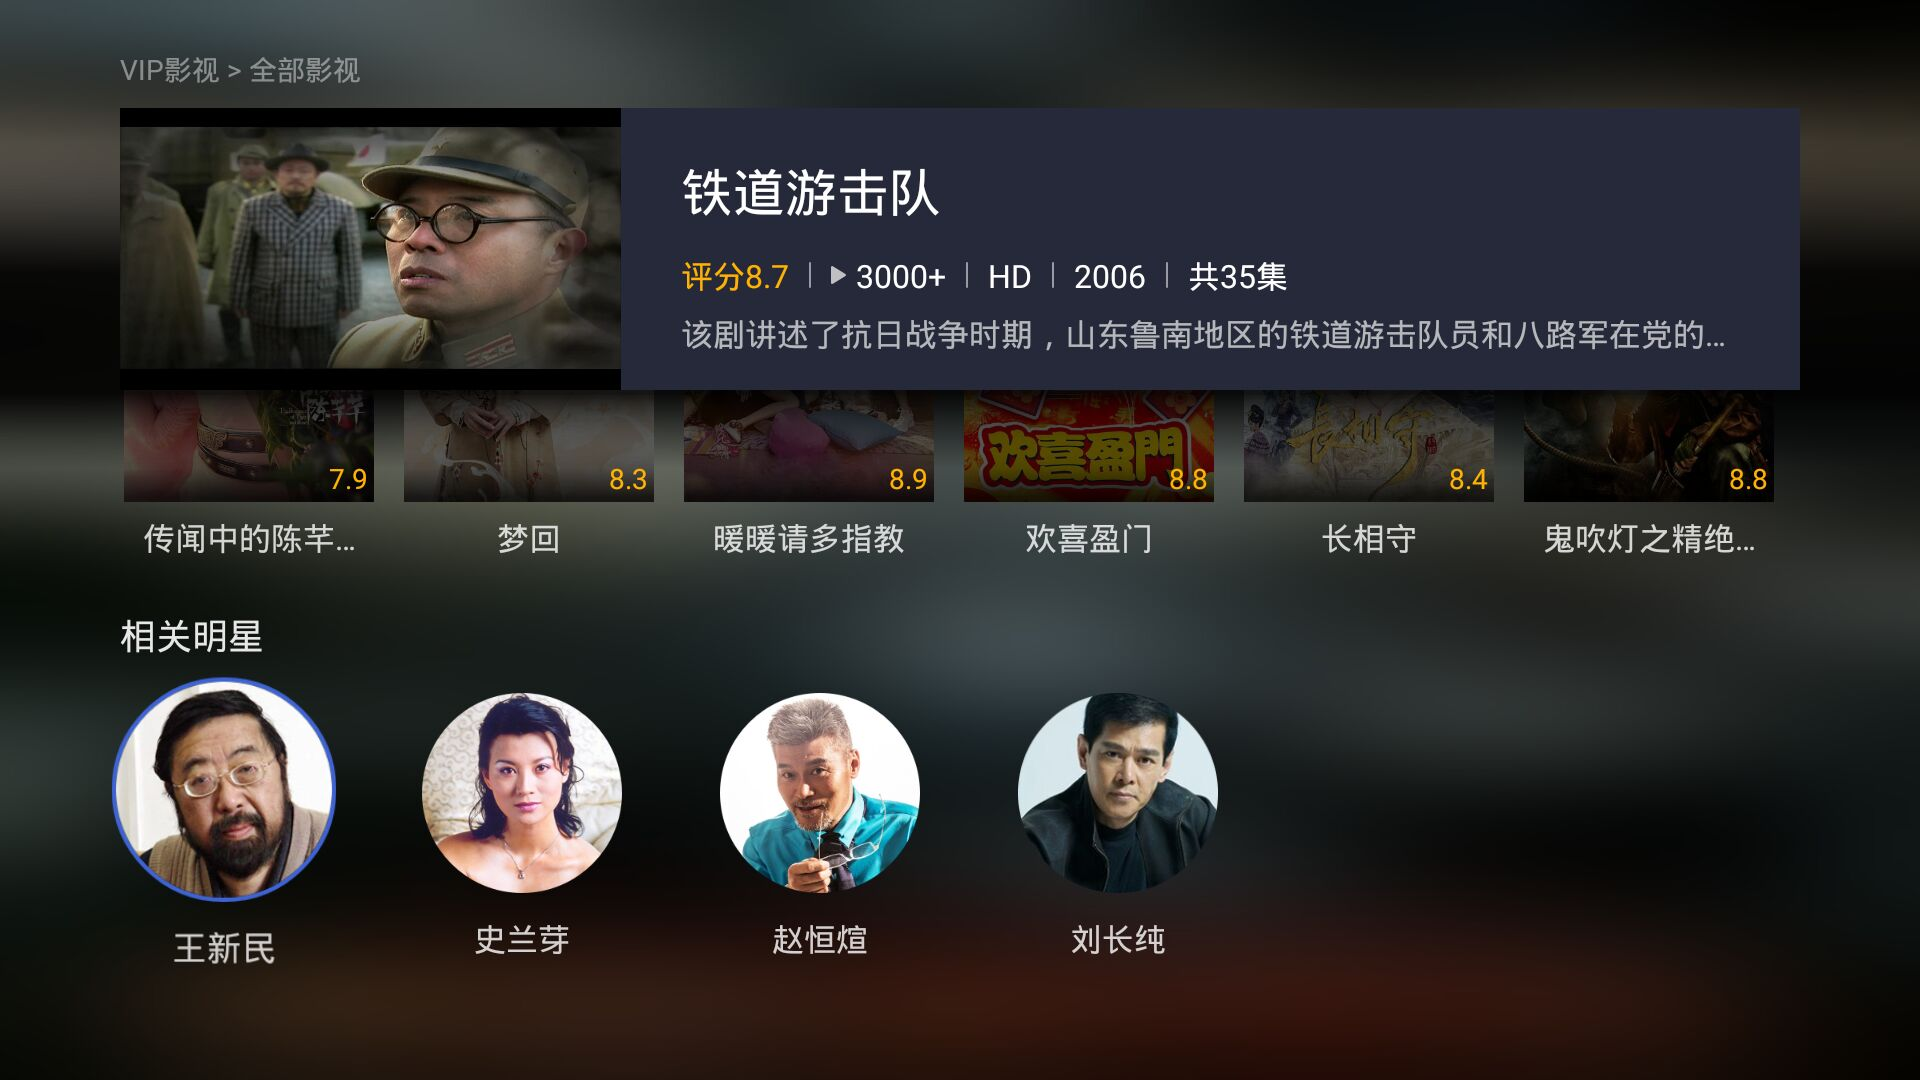 VIP影视 > 全部影视
铁道游击队
评分8.7 3000+ HD 2006 共35集
该剧讲述了抗日战争时期，山东鲁南地区的铁道游击队员和八路军在党的...
陈芊芊
欢喜盈門
长相守
7.9 8.3 8.9 8.8 8.4 8.8
传闻中的陈芊... 梦回 暖暖请多指教 欢喜盈门 长相守 鬼吹灯之精绝...
相关明星
王新民 史兰芽 赵恒煊 刘长纯